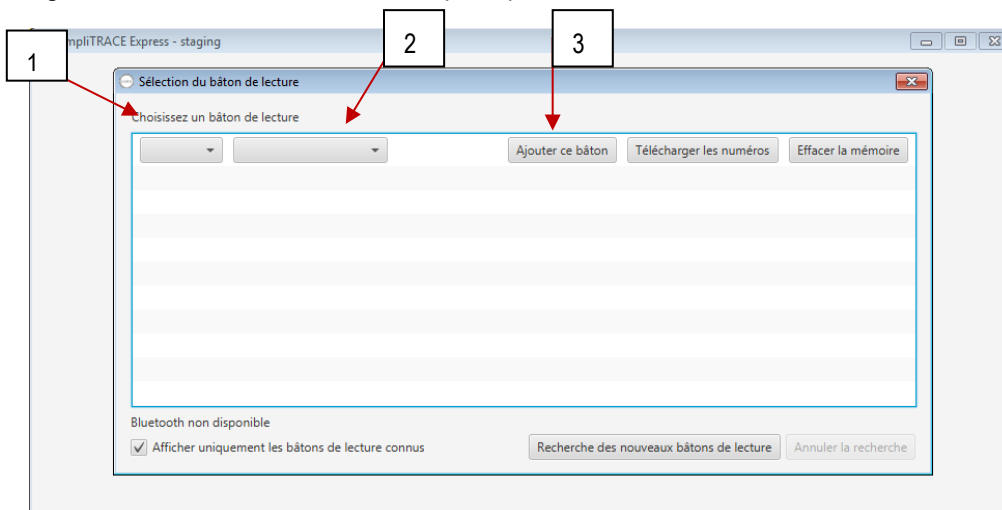 1
2
3
mpliTRACE Express - staging
Sélection du bâton de lecture
Choisissez un bâton de lecture
Ajouter ce bâton Télécharger les numéros Effacer la mémoire
Bluetooth non disponible
Afficher uniquement les bâtons de lecture connus
Recherche des nouveaux bâtons de lecture Annuler la recherche